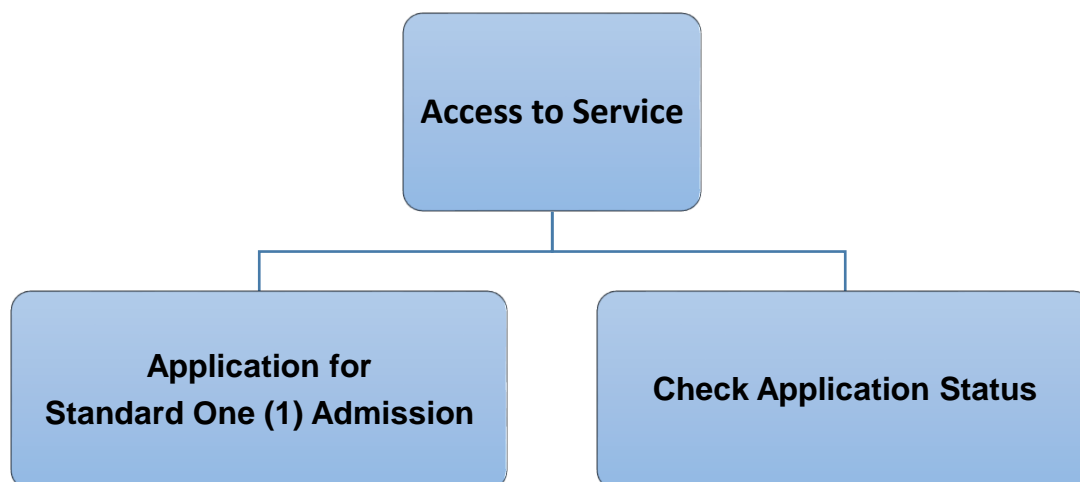 Access to Service
Application for
Standard One (1) Admission
Check Application Status